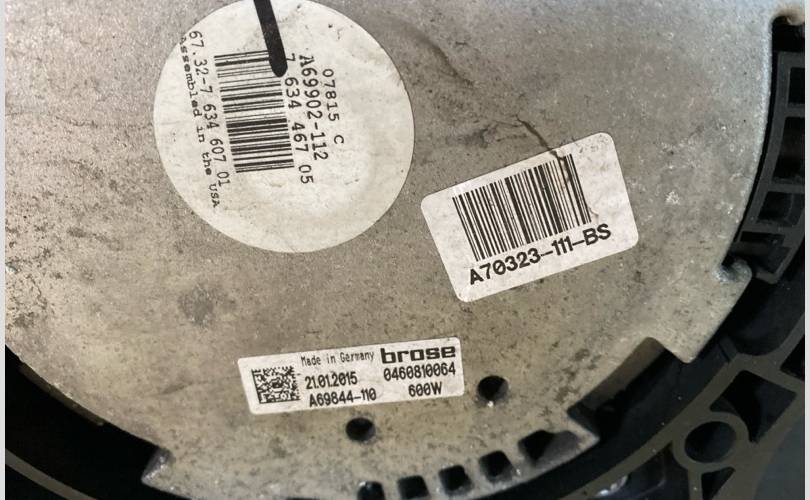 07815 C
A69902-112
7 634 467 05
67.32-7 634 607 01
Assembled in the USA
A70323-111-BS
Made in Germany brose
21.01.2015 0460810064
A69844-110 600W